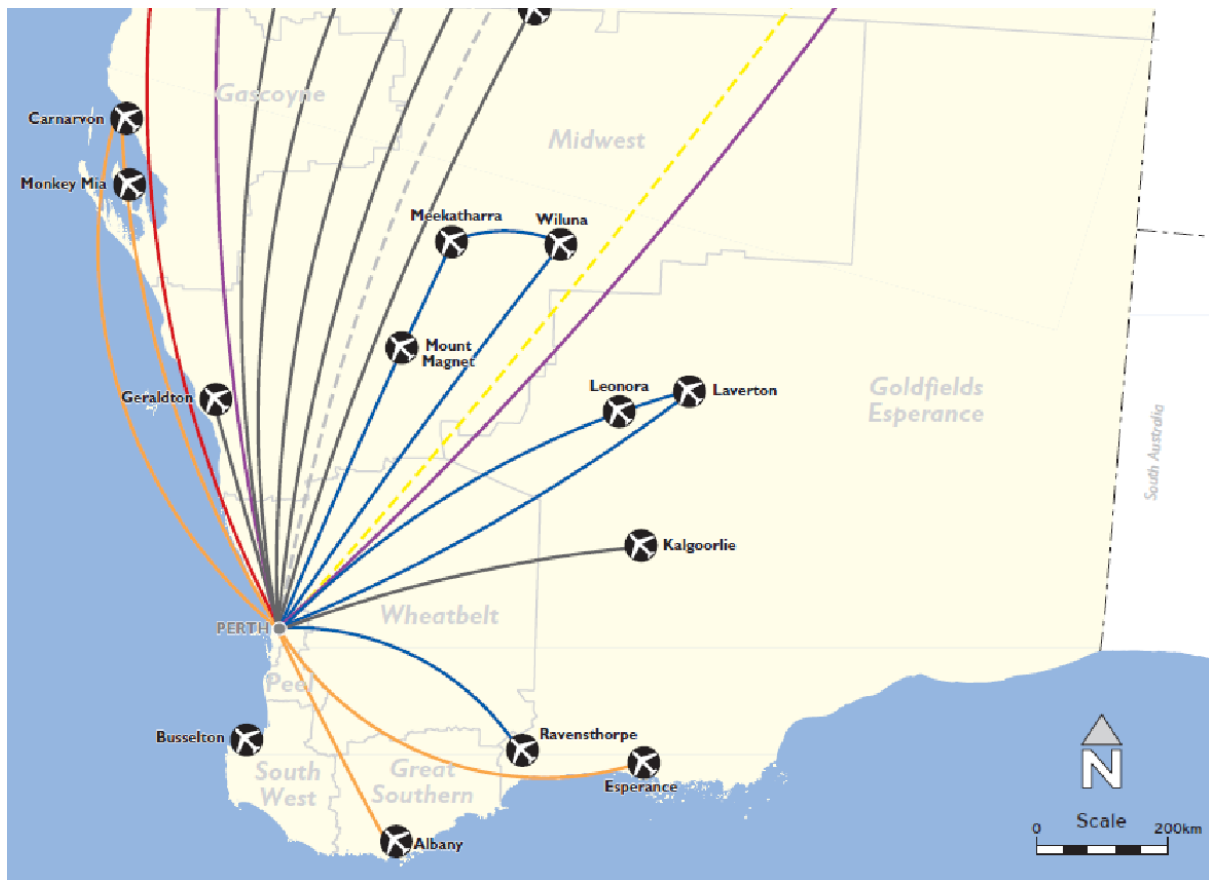 Gascoyne
Carnarvon
Midwest
Monkey Mia
Meekatharra
Wiluna
Mount
Magnet
Geraldton
Leonora
Laverton
Goldfields
Esperance
South Australia
Kalgoorlie
Wheatbelt
PERTH
Peel
Busselton
Ravensthorpe
South
West
Great
Southern
Esperance
Albany
N
Scale
0
200km